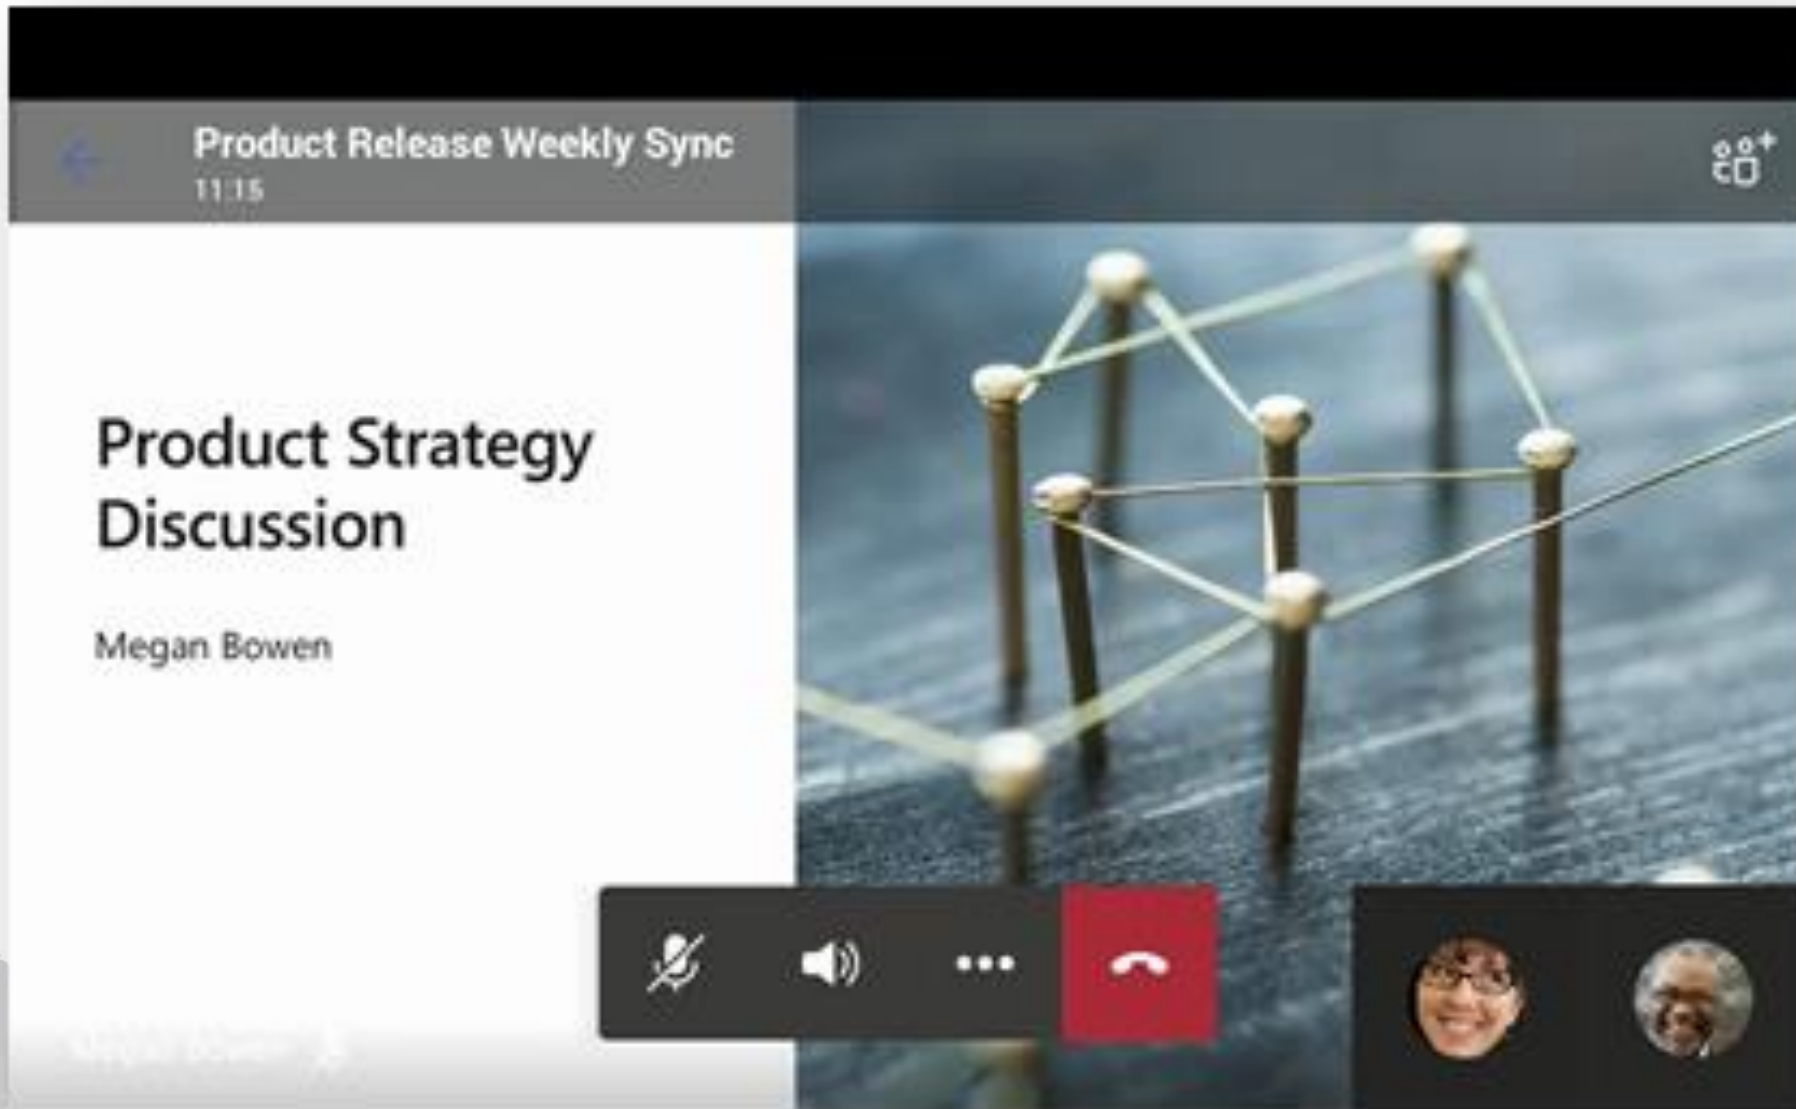 Product Release Weekly Sync
11:15
Product Strategy
Discussion
Megan Bowen